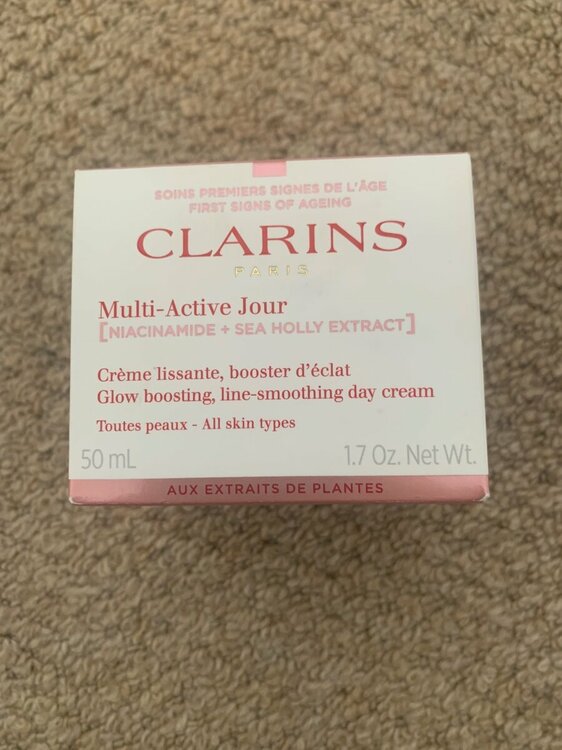 SOINS PREMIERS SIGNES DE L'ÂGE
FIRST SIGNS OF AGEING
CLARINS
PARIS
Multi-Active Jour
[NIACINAMIDE + SEA HOLLY EXTRACT]
Crème lissante, booster d'éclat
Glow boosting, line-smoothing day cream
Toutes peaux - All skin types
50 mL 1.7 Oz. Net Wt.
AUX EXTRAITS DE PLANTES